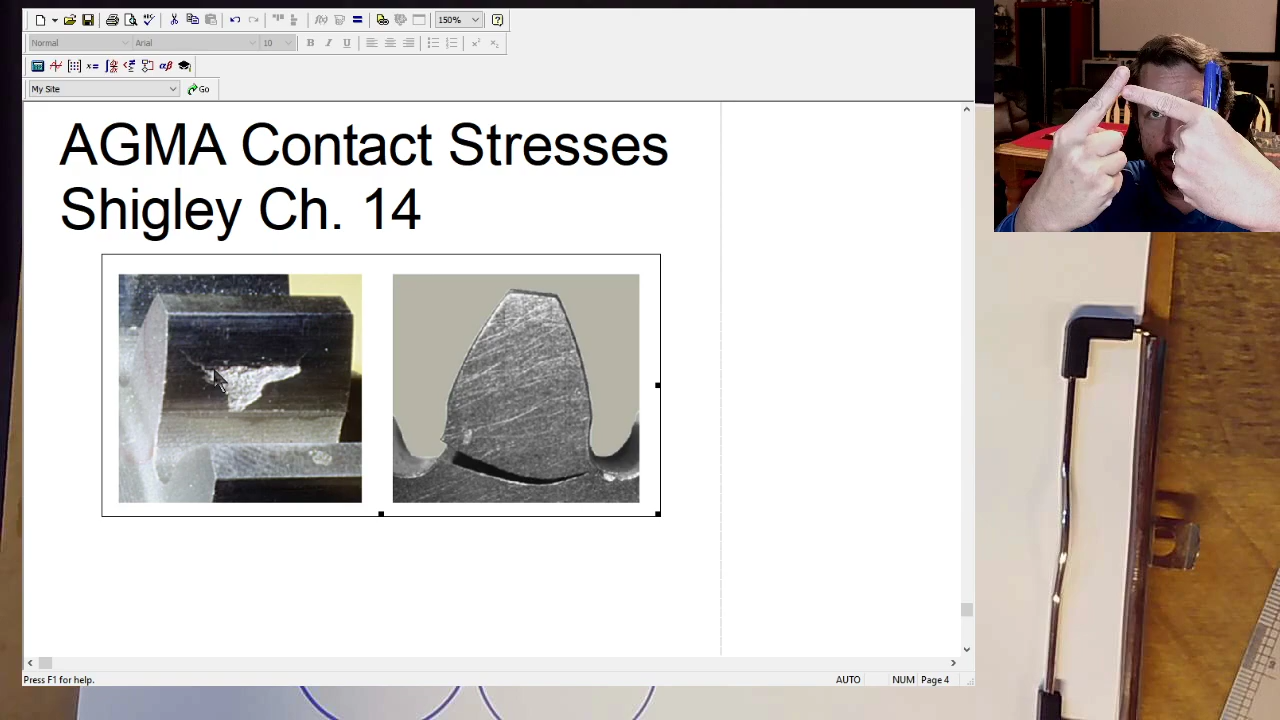 150%
Normal Arial 10 B I U
My Site Go
AGMA Contact Stresses
Shigley Ch. 14
Press F1 for help. AUTO NUM Page 4